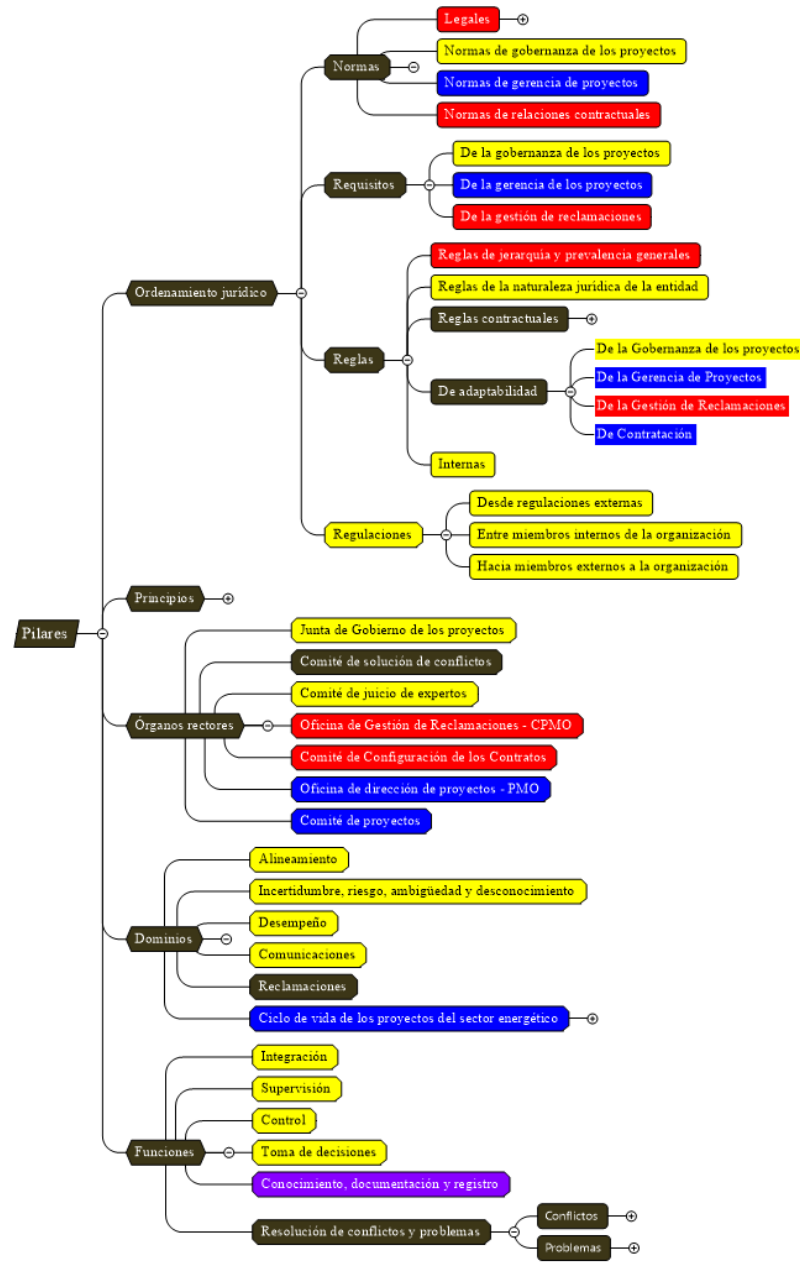 Pilares
Ordenamiento jurídico
Normas
Legales
Normas de gobernanza de los proyectos
Normas de gerencia de proyectos
Normas de relaciones contractuales
Requisitos
De la gobernanza de los proyectos
De la gerencia de los proyectos
De la gestión de reclamaciones
Reglas
Reglas de jerarquía y prevalencia generales
Reglas de la naturaleza jurídica de la entidad
Reglas contractuales
De adaptabilidad
De la Gobernanza de los proyectos
De la Gerencia de Proyectos
De la Gestión de Reclamaciones
De Contratación
Internas
Regulaciones
Desde regulaciones externas
Entre miembros internos de la organización
Hacia miembros externos a la organización
Principios
Órganos rectores
Junta de Gobierno de los proyectos
Comité de solución de conflictos
Comité de juicio de expertos
Oficina de Gestión de Reclamaciones - CPMO
Comité de Configuración de los Contratos
Oficina de dirección de proyectos - PMO
Comité de proyectos
Dominios
Alineamiento
Incertidumbre, riesgo, ambigüedad y desconocimiento
Desempeño
Comunicaciones
Reclamaciones
Ciclo de vida de los proyectos del sector energético
Funciones
Integración
Supervisión
Control
Toma de decisiones
Conocimiento, documentación y registro
Resolución de conflictos y problemas
Conflictos
Problemas